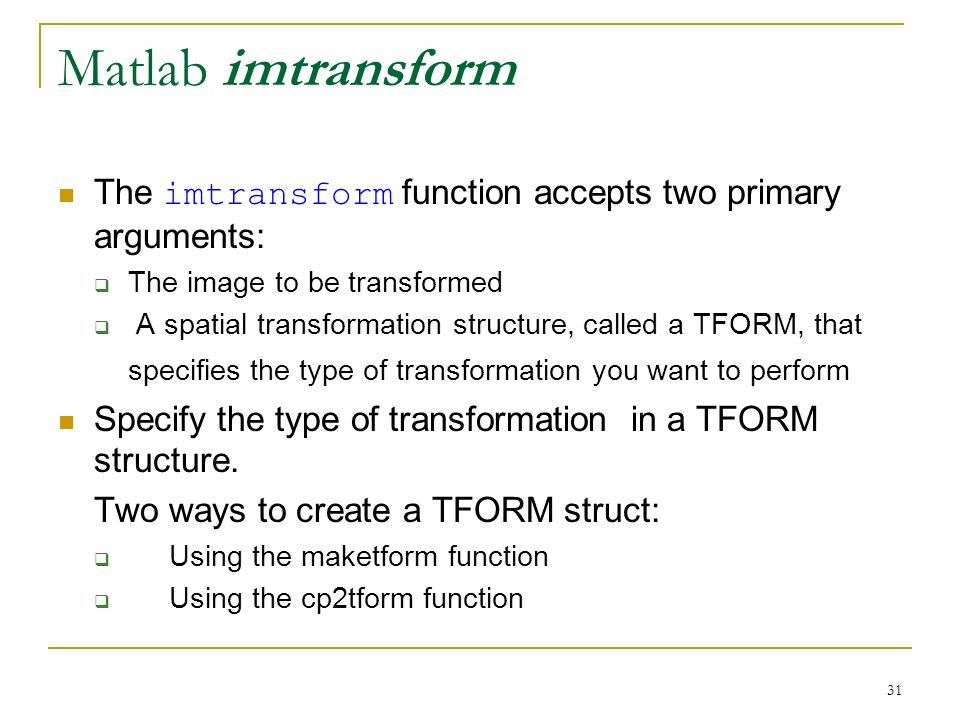 Matlab imtransform
The imtransform function accepts two primary
arguments:
The image to be transformed
A spatial transformation structure, called a TFORM, that
specifies the type of transformation you want to perform
Specify the type of transformation in a TFORM
structure.
Two ways to create a TFORM struct:
Using the maketform function
Using the cp2tform function
31